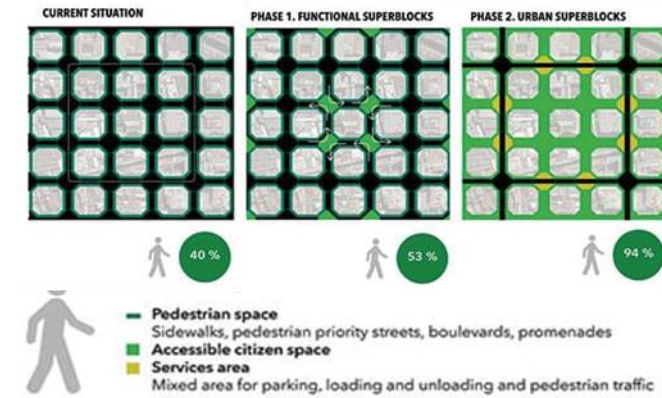 CURRENT SITUATION
PHASE 1. FUNCTIONAL SUPERBLOCKS
PHASE 2. URBAN SUPERBLOCKS
40 %
53 %
94 %
Pedestrian space
Sidewalks, pedestrian priority streets, boulevards, promenades
Accessible citizen space
Services area
Mixed area for parking, loading and unloading and pedestrian traffic